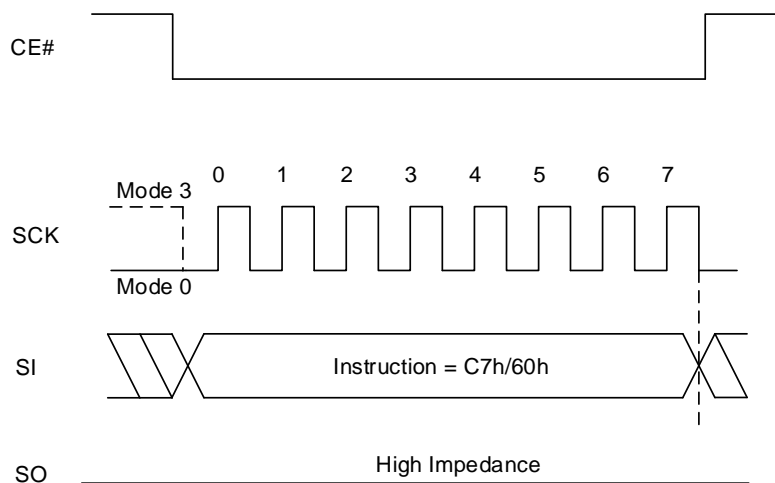 CE#
0 1 2 3 4 5 6 7
Mode 3
SCK
Mode 0
SI
Instruction = C7h/60h
High Impedance
SO